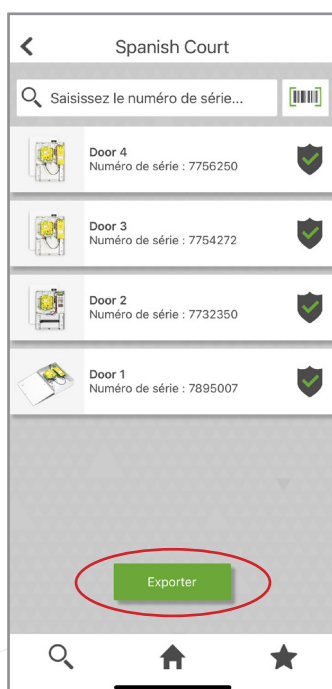 Spanish Court
Saisissez le numéro de série...
Door 4
Numéro de série : 7756250
Door 3
Numéro de série : 7754272
Door 2
Numéro de série : 7732350
Door 1
Numéro de série : 7895007
Exporter